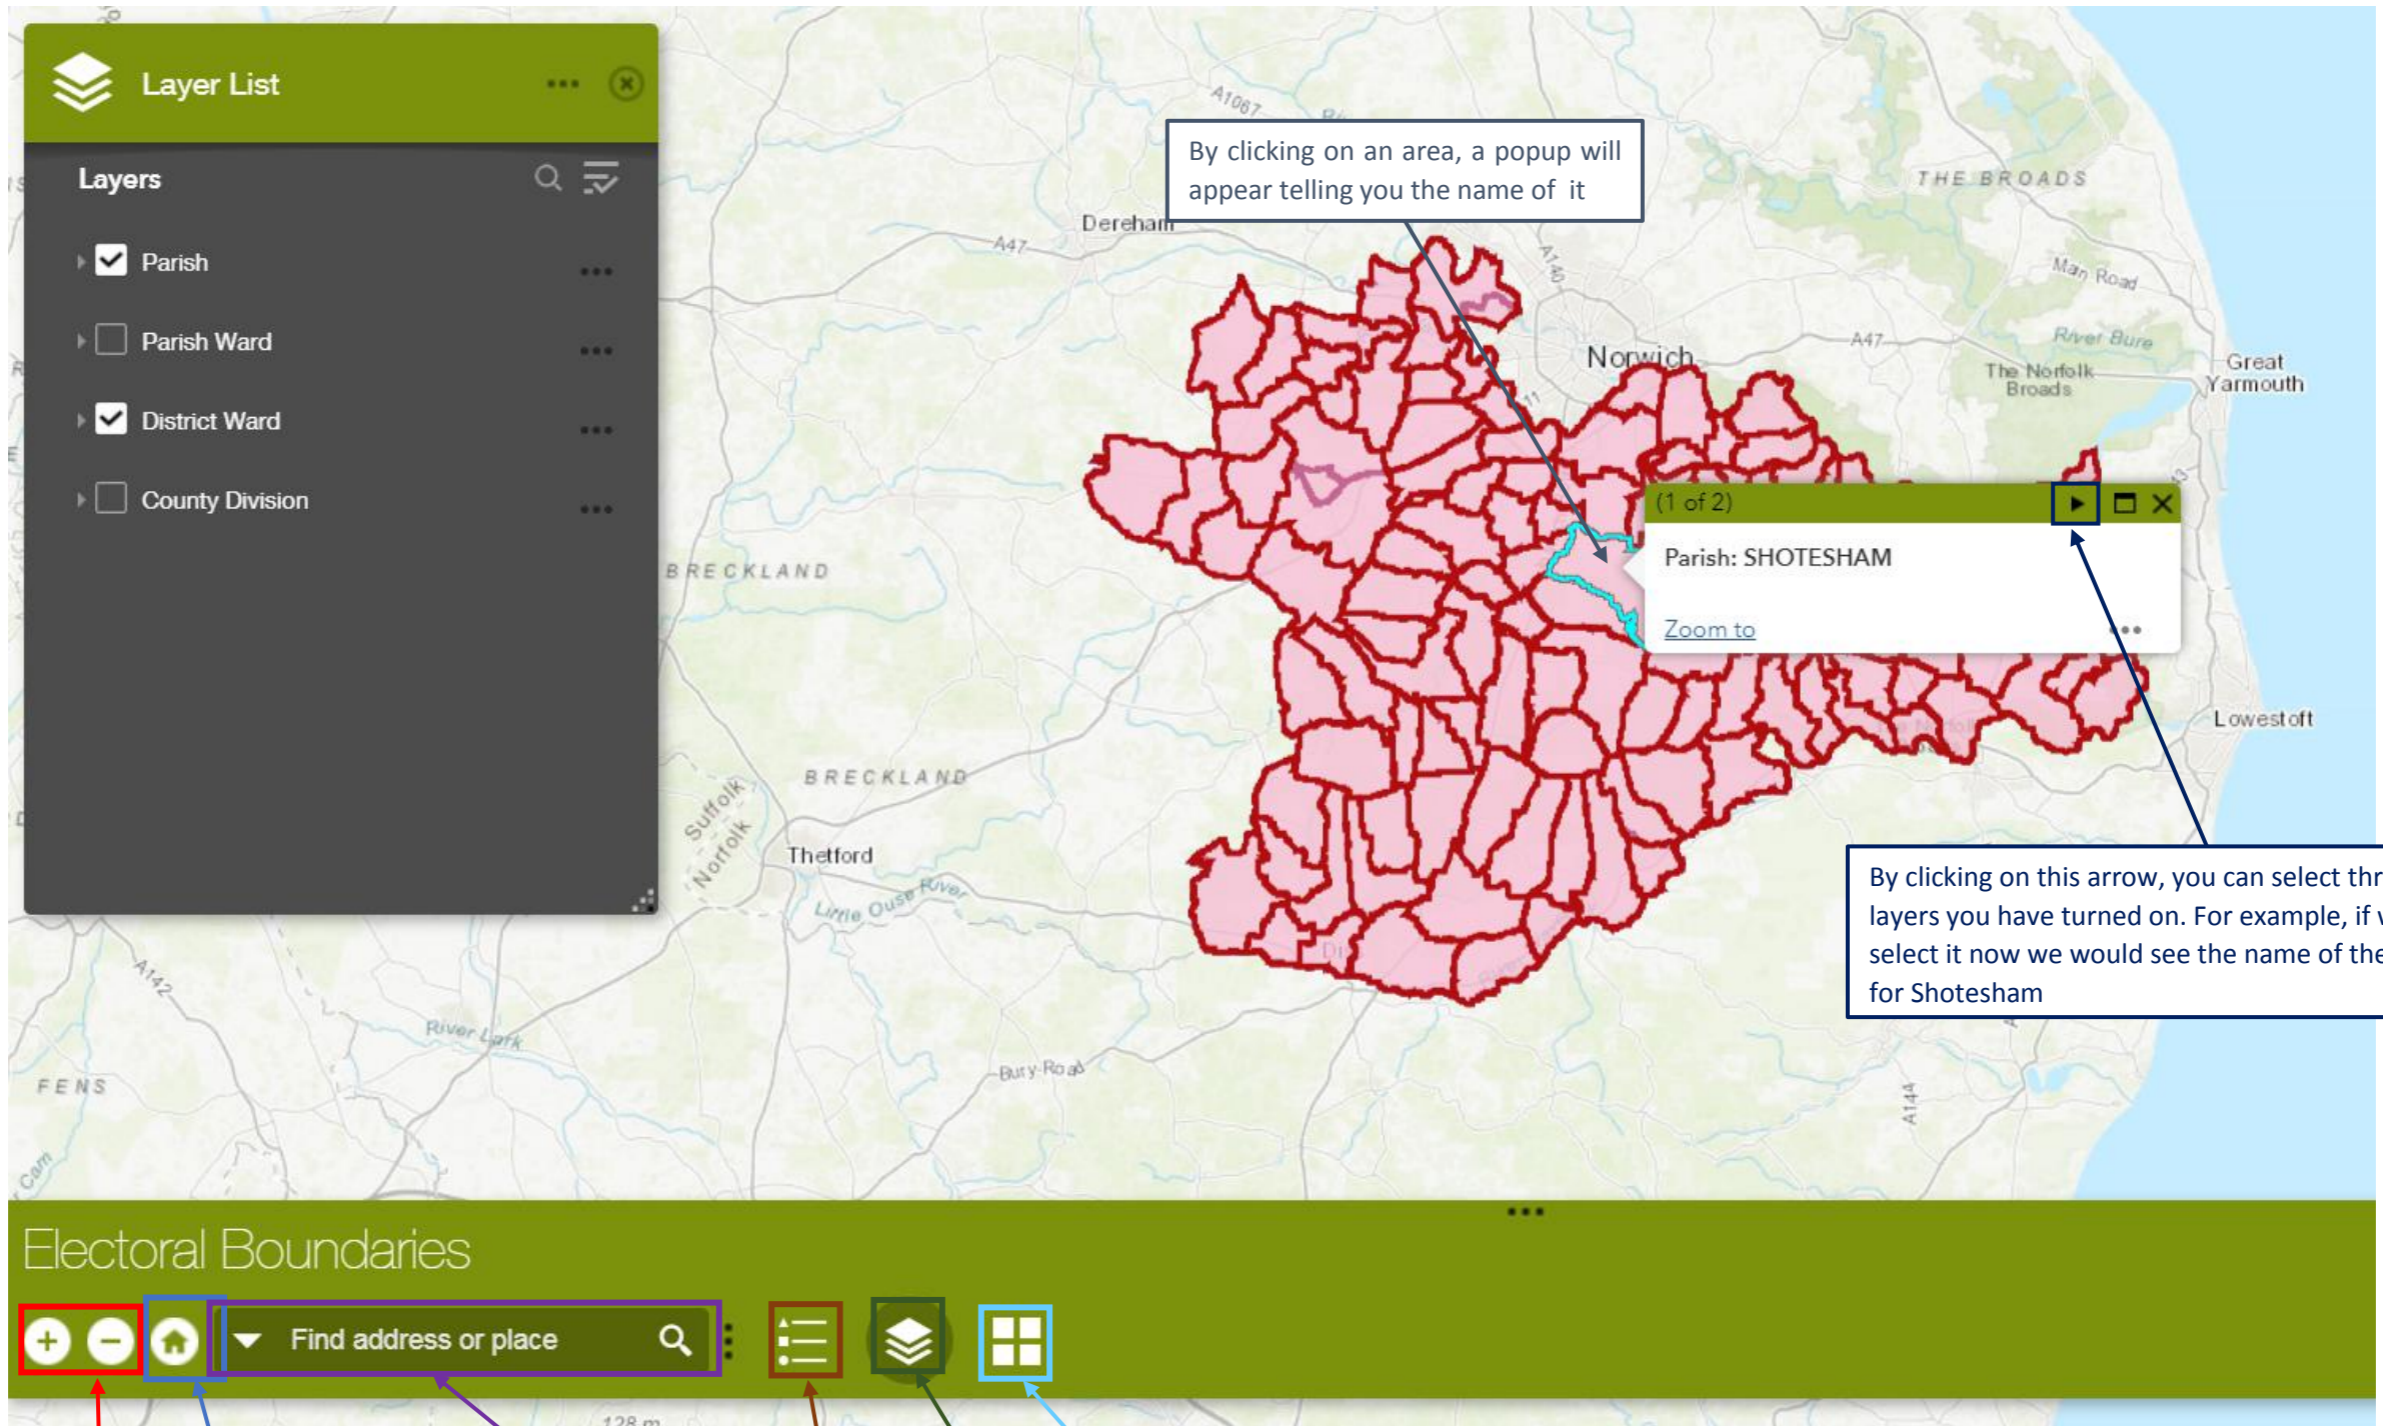 Layer List
Layers
Parish
Parish Ward
District Ward
County Division
By clicking on an area, a popup will
appear telling you the name of it
A1067
THE BROADS
Dereham
A47
A140
Man Road
Norwich
A47
River Bure
The Norfolk
Broads
Great
Yarmouth
11
(1 of 2)
Parish: SHOTESHAM
Zoom to
BRECKLAND
Lowestoft
BRECKLAND
Suffolk
Norfolk
Thetford
Little Ouse River
By clicking on this arrow, you can select thr
layers you have turned on. For example, if w
select it now we would see the name of the
for Shotesham
A142
River Lark
Bury Road
FENS
A144
Cam
Electoral Boundaries
Find address or place
128 m